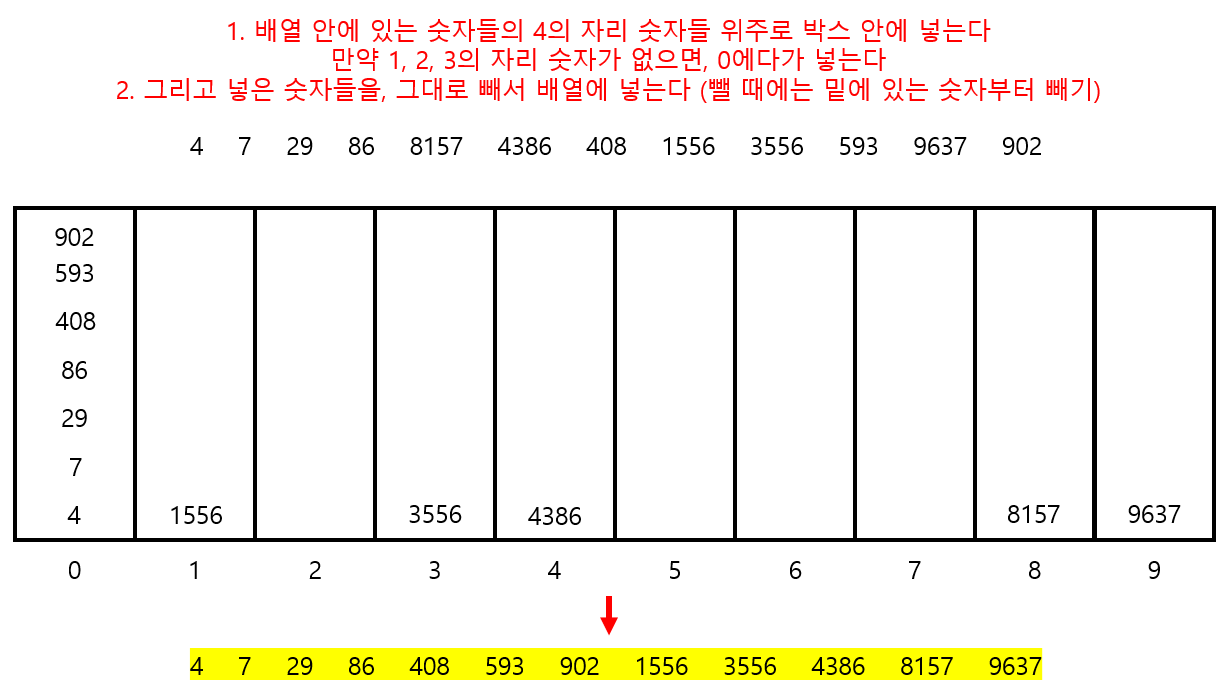 1. 배열 안에 있는 숫자들의 4의 자리 숫자들 위주로 박스 안에 넣는다
만약 1, 2, 3의 자리 숫자가 없으면, 0에다가 넣는다
2. 그리고 넣은 숫자들을, 그대로 빼서 배열에 넣는다 (뺄 때에는 밑에 있는 숫자부터 빼기)
4 7 29 86 8157 4386 408 1556 3556 593 9637 902
902
593
408
86
29
7
4 1556 3556 4386 8157 9637
0 1 2 3 4 5 6 7 8 9
4 7 29 86 408 593 902 1556 3556 4386 8157 9637